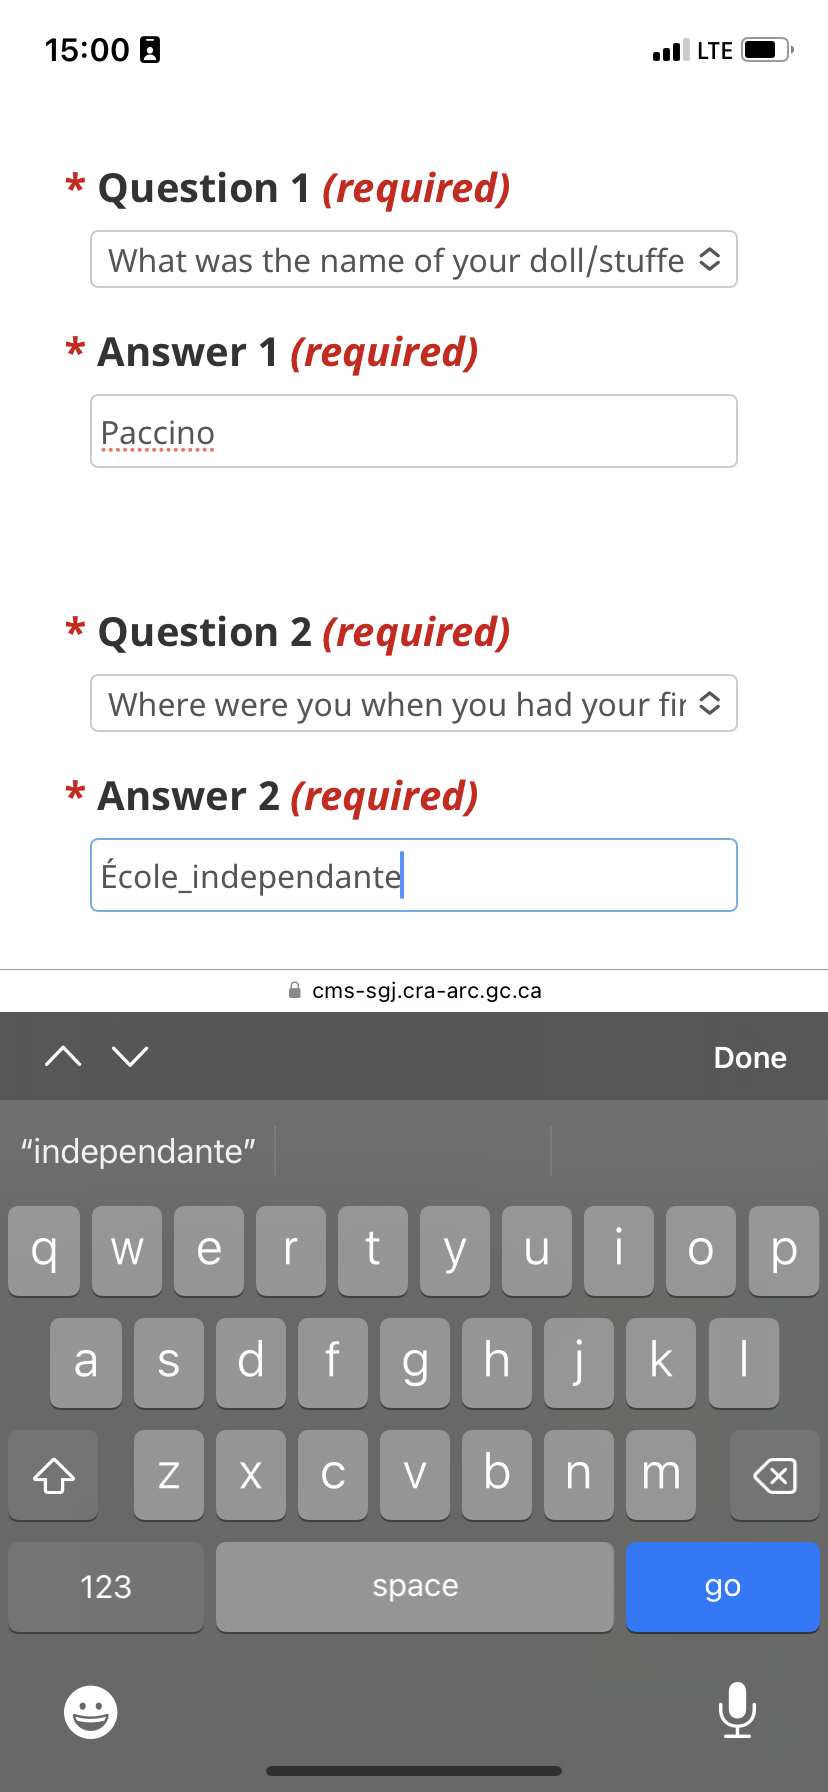 15:00 LTE
* Question 1 (required)
What was the name of your doll/stuffe
* Answer 1 (required)
Paccino
* Question 2 (required)
Where were you when you had your fir
* Answer 2 (required)
École_independante
cms-sgj.cra-arc.gc.ca
Done
“independante”
q w e r t y u i o p
a s d f g h j k l
z x c v b n m
123 space go